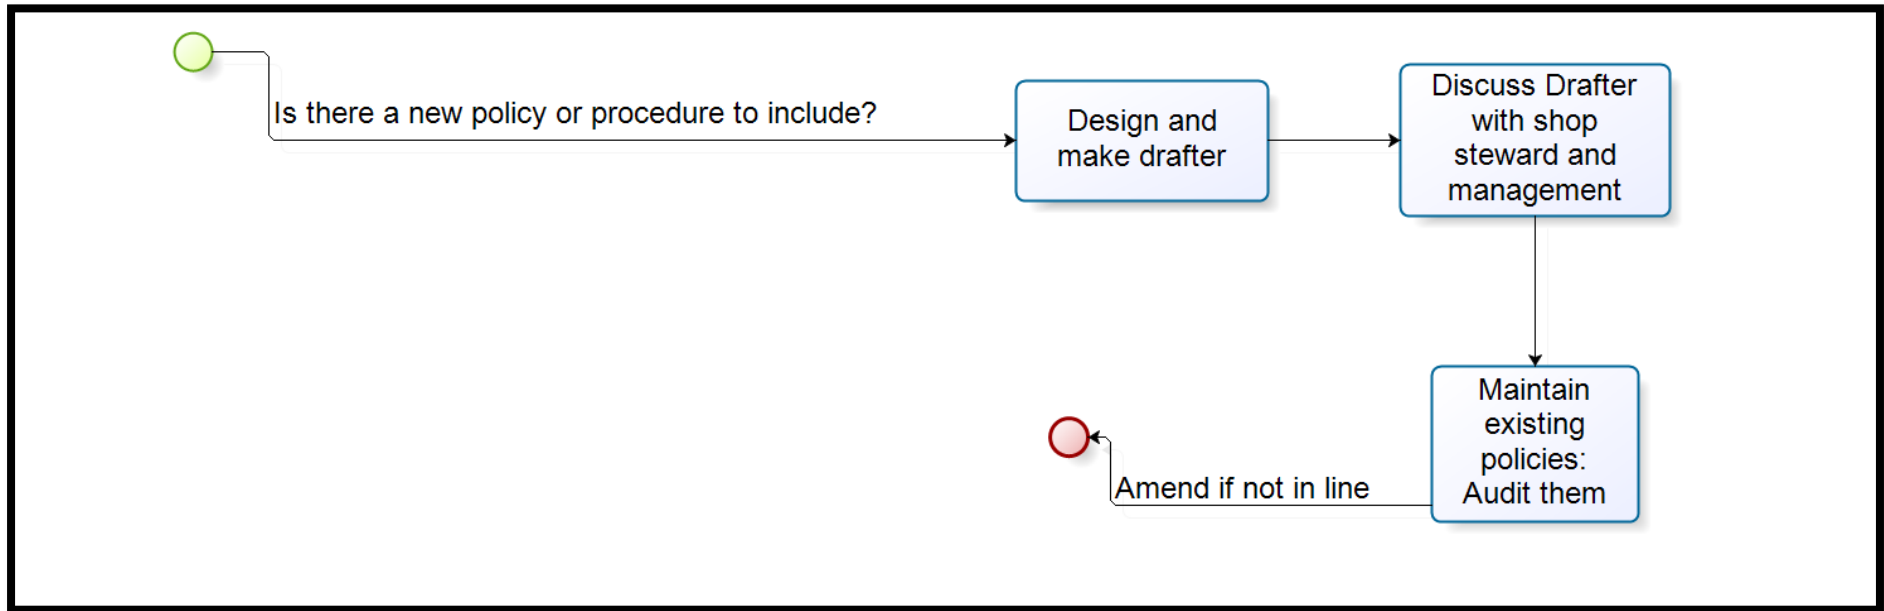 Is there a new policy or procedure to include?
Design and
make drafter
Discuss Drafter
with shop
steward and
management
Maintain
existing
policies:
Audit them
Amend if not in line